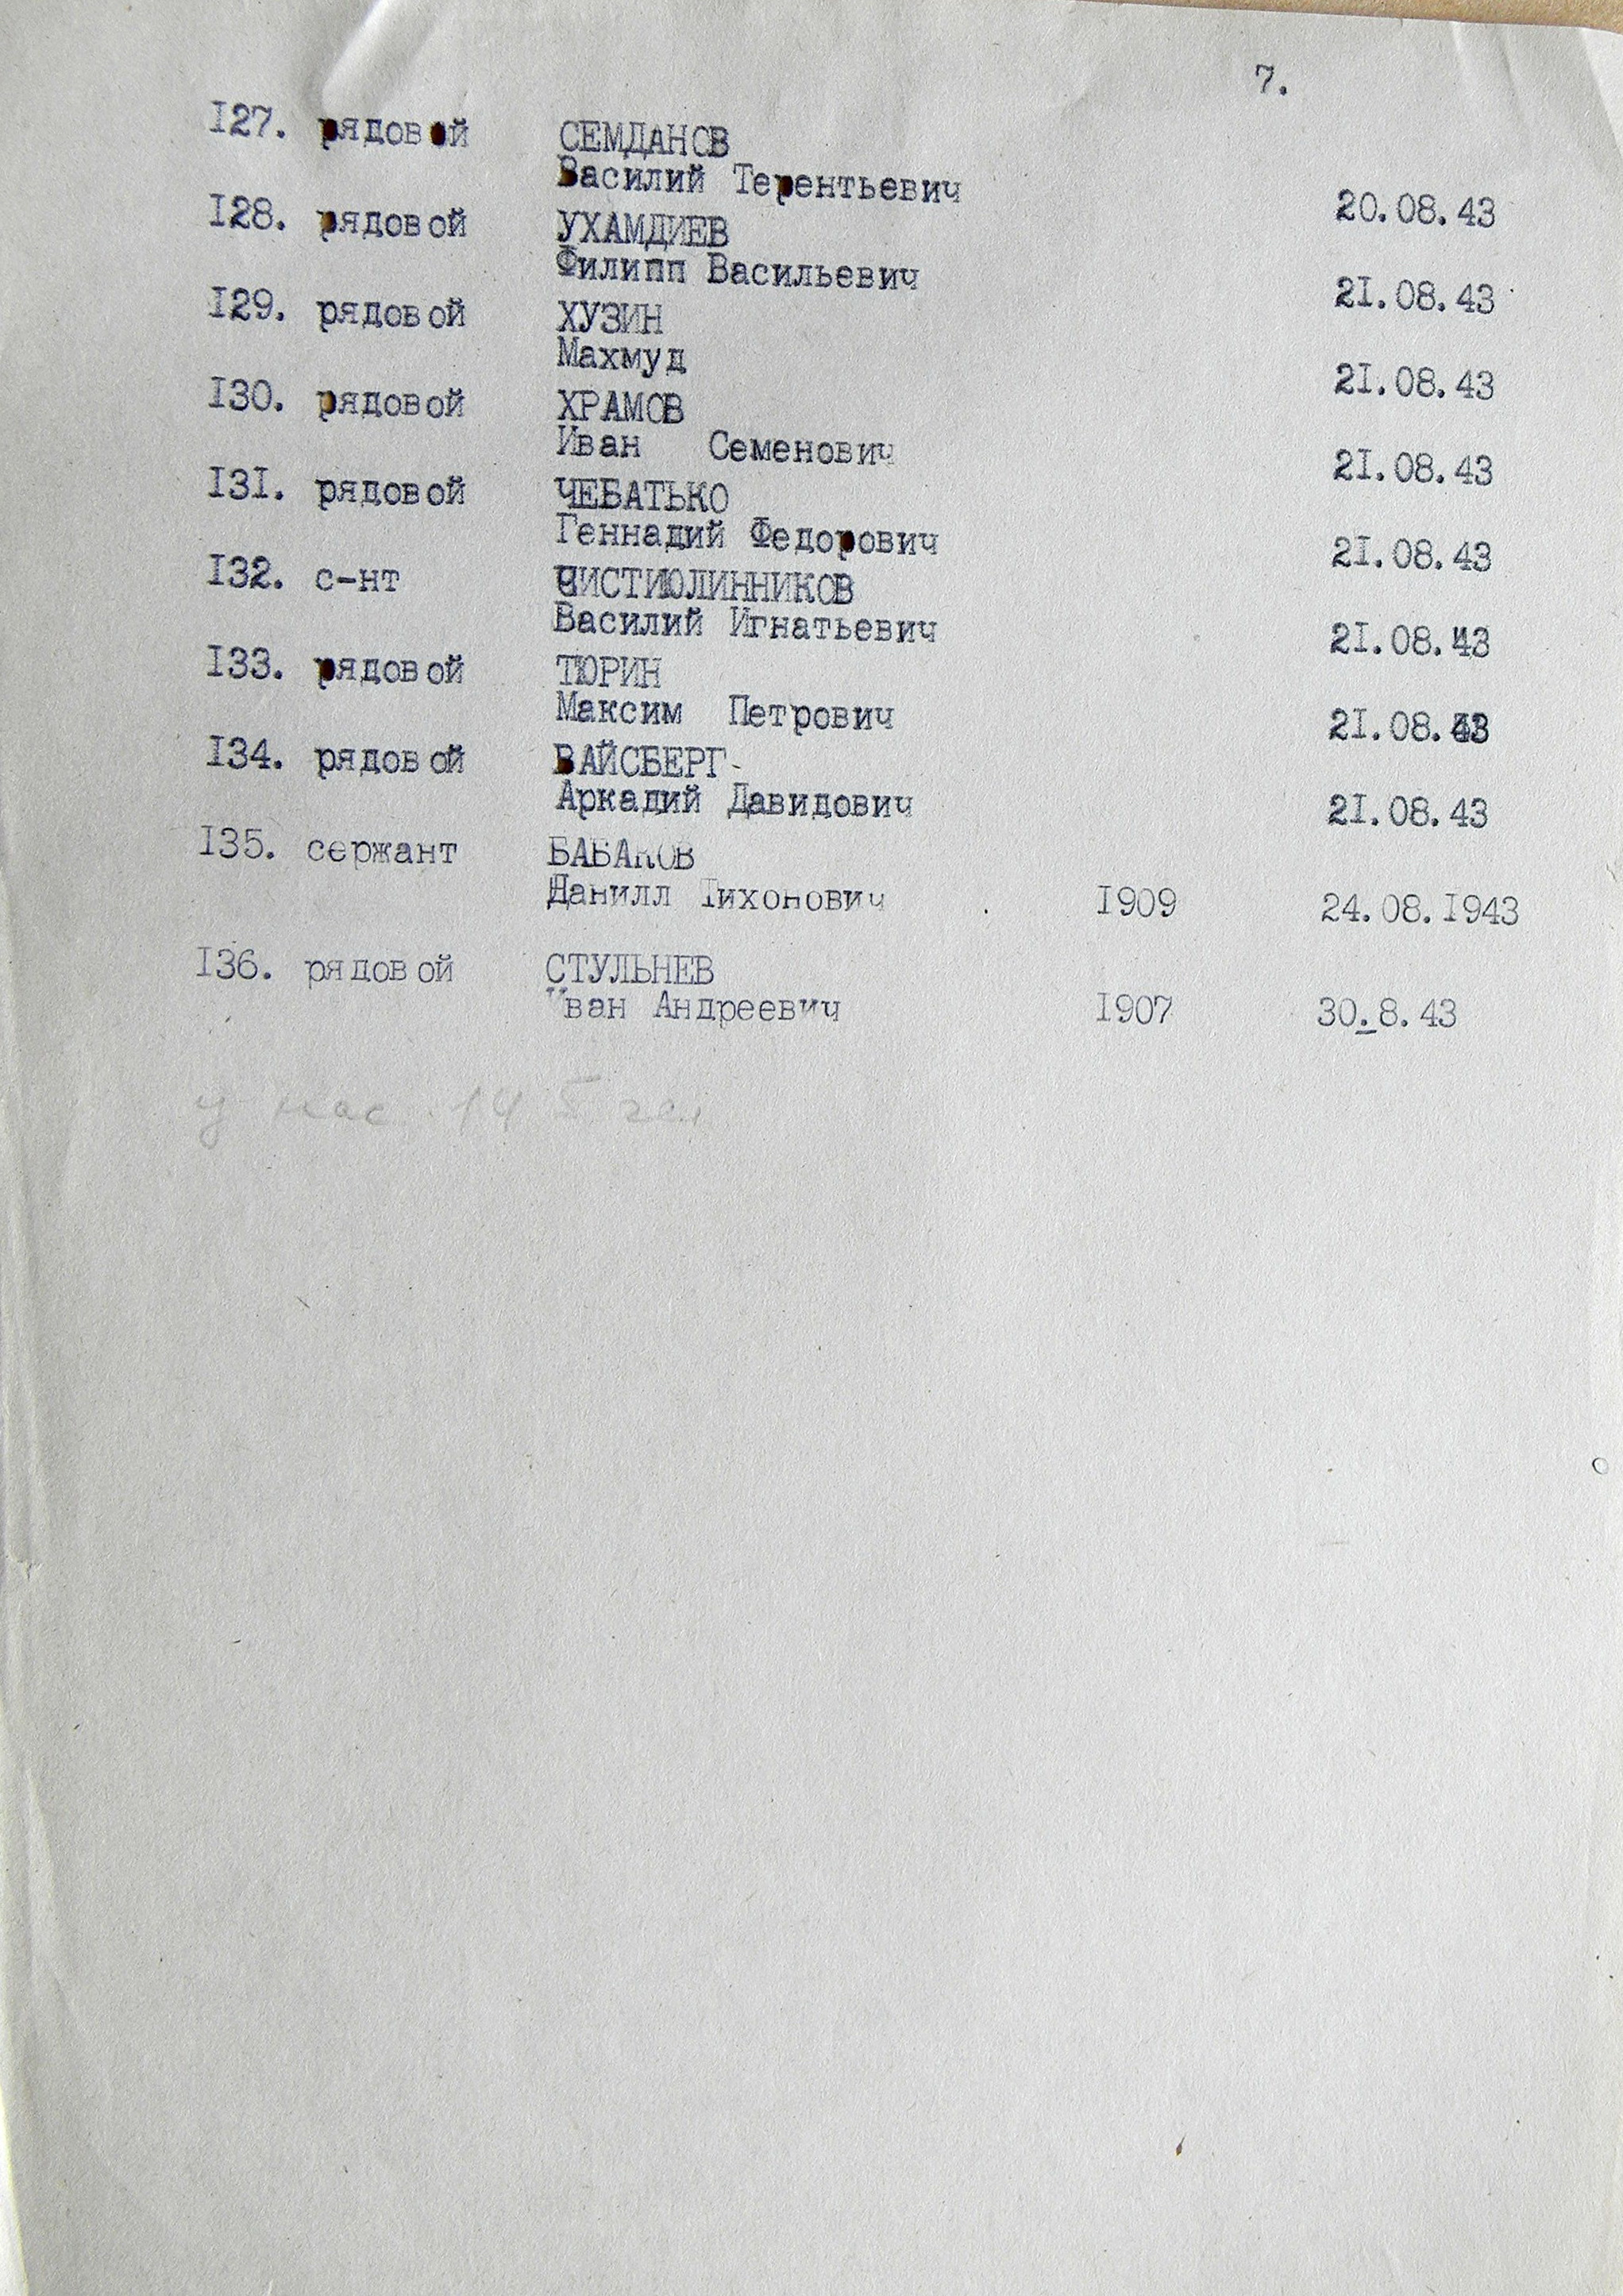 7.
I27. рядовой СЕМДАНОВ
Василий Терентьевич 20.08.43
I28. рядовой УХАМДИЕВ
Филипп Васильевич 2I.08.43
I29. рядовой ХУЗИН
Махмуд 2I.08.43
I30. рядовой ХРАМОВ
Иван Семенович 2I.08.43
I3I. рядовой ЧЕБАТЬКО
Геннадий Федорович 2I.08.43
I32. с-нт ЧИСТИОЛИННИКОВ
Василий Игнатьевич 2I.08.43
I33. рядовой ТЮРИН
Максим Петрович 2I.08.43
I34. рядовой ВАЙСБЕРГ-
Аркадий Давидович 2I.08.43
I35. сержант БАБАКОВ
Данилл Тихонович I909 24.08.I943
I36. рядовой СТУЛЬНЕВ
Иван Андреевич I907 30.8.43
у нас 145 чел